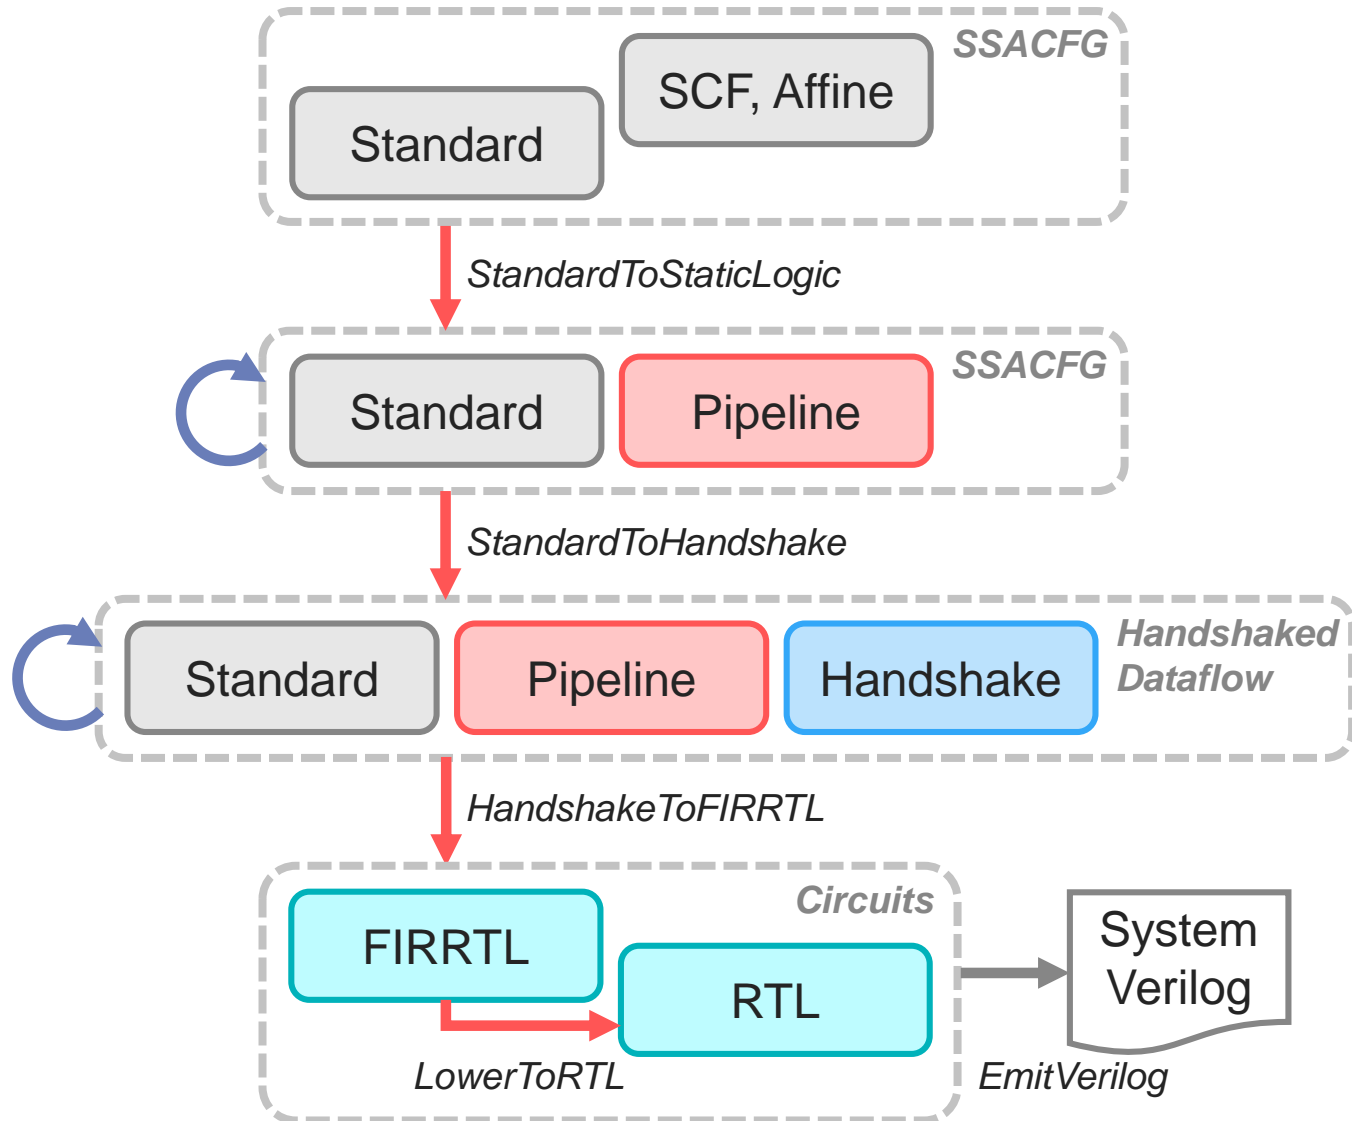 SSACFG
SCF, Affine
Standard
StandardToStaticLogic
SSACFG
Standard
Pipeline
StandardToHandshake
Handshaked
Dataflow
Standard
Pipeline
Handshake
HandshakeToFIRRTL
Circuits
FIRRTL
RTL
LowerToRTL
System
Verilog
EmitVerilog